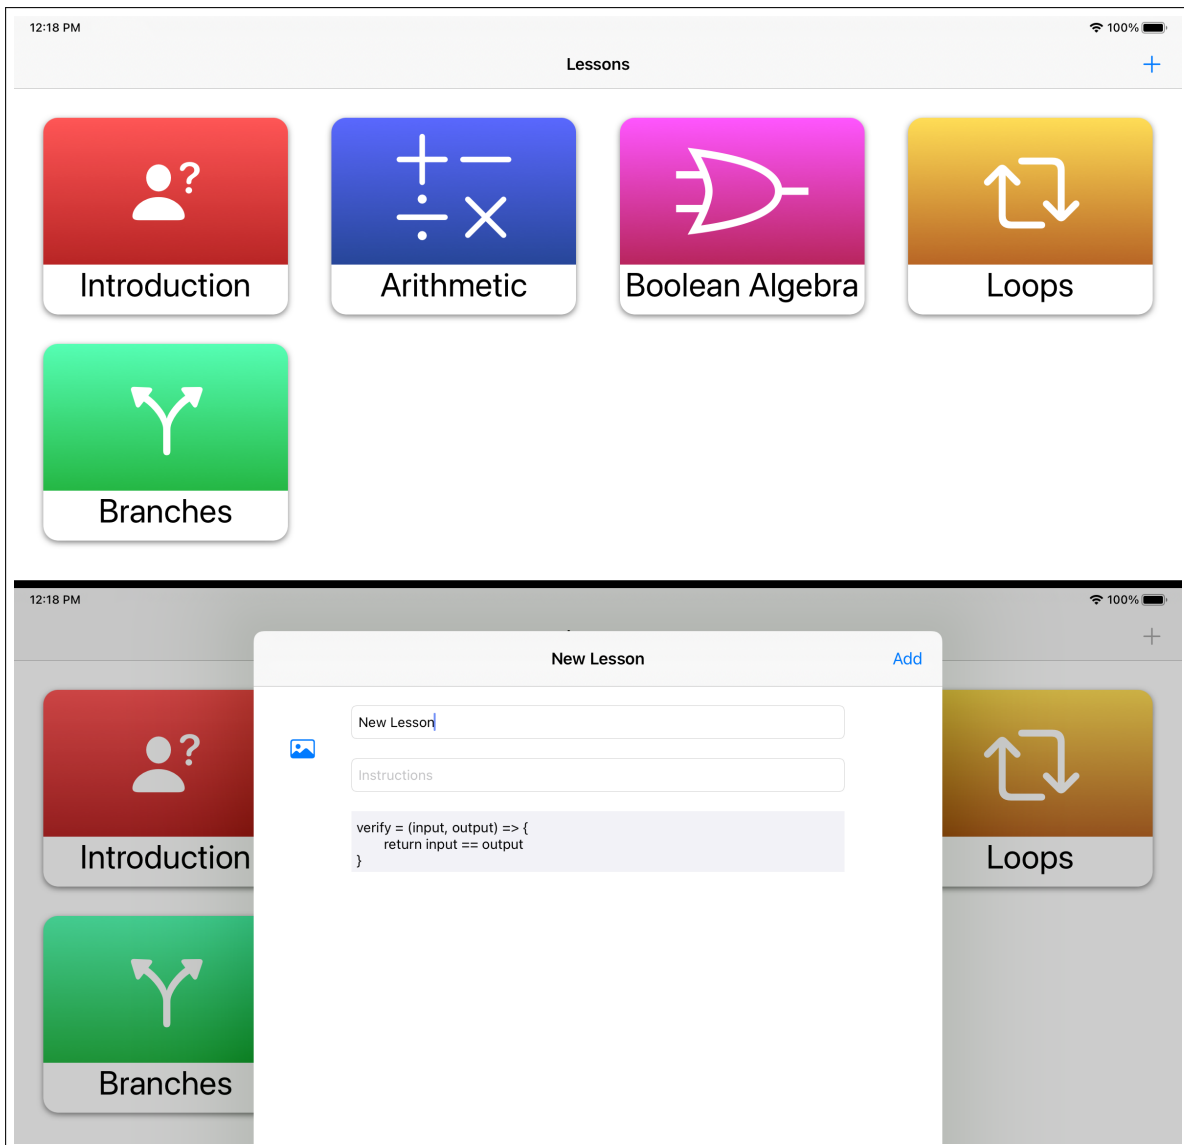 12:18 PM
100%
Lessons
+
?
Introduction
Arithmetic
Boolean Algebra
Loops
Branches
12:18 PM
100%
+
New Lesson
Add
?
New Lesson
Instructions
verify = (input, output) => {
return input == output
}
Introduction
Loops
Branches